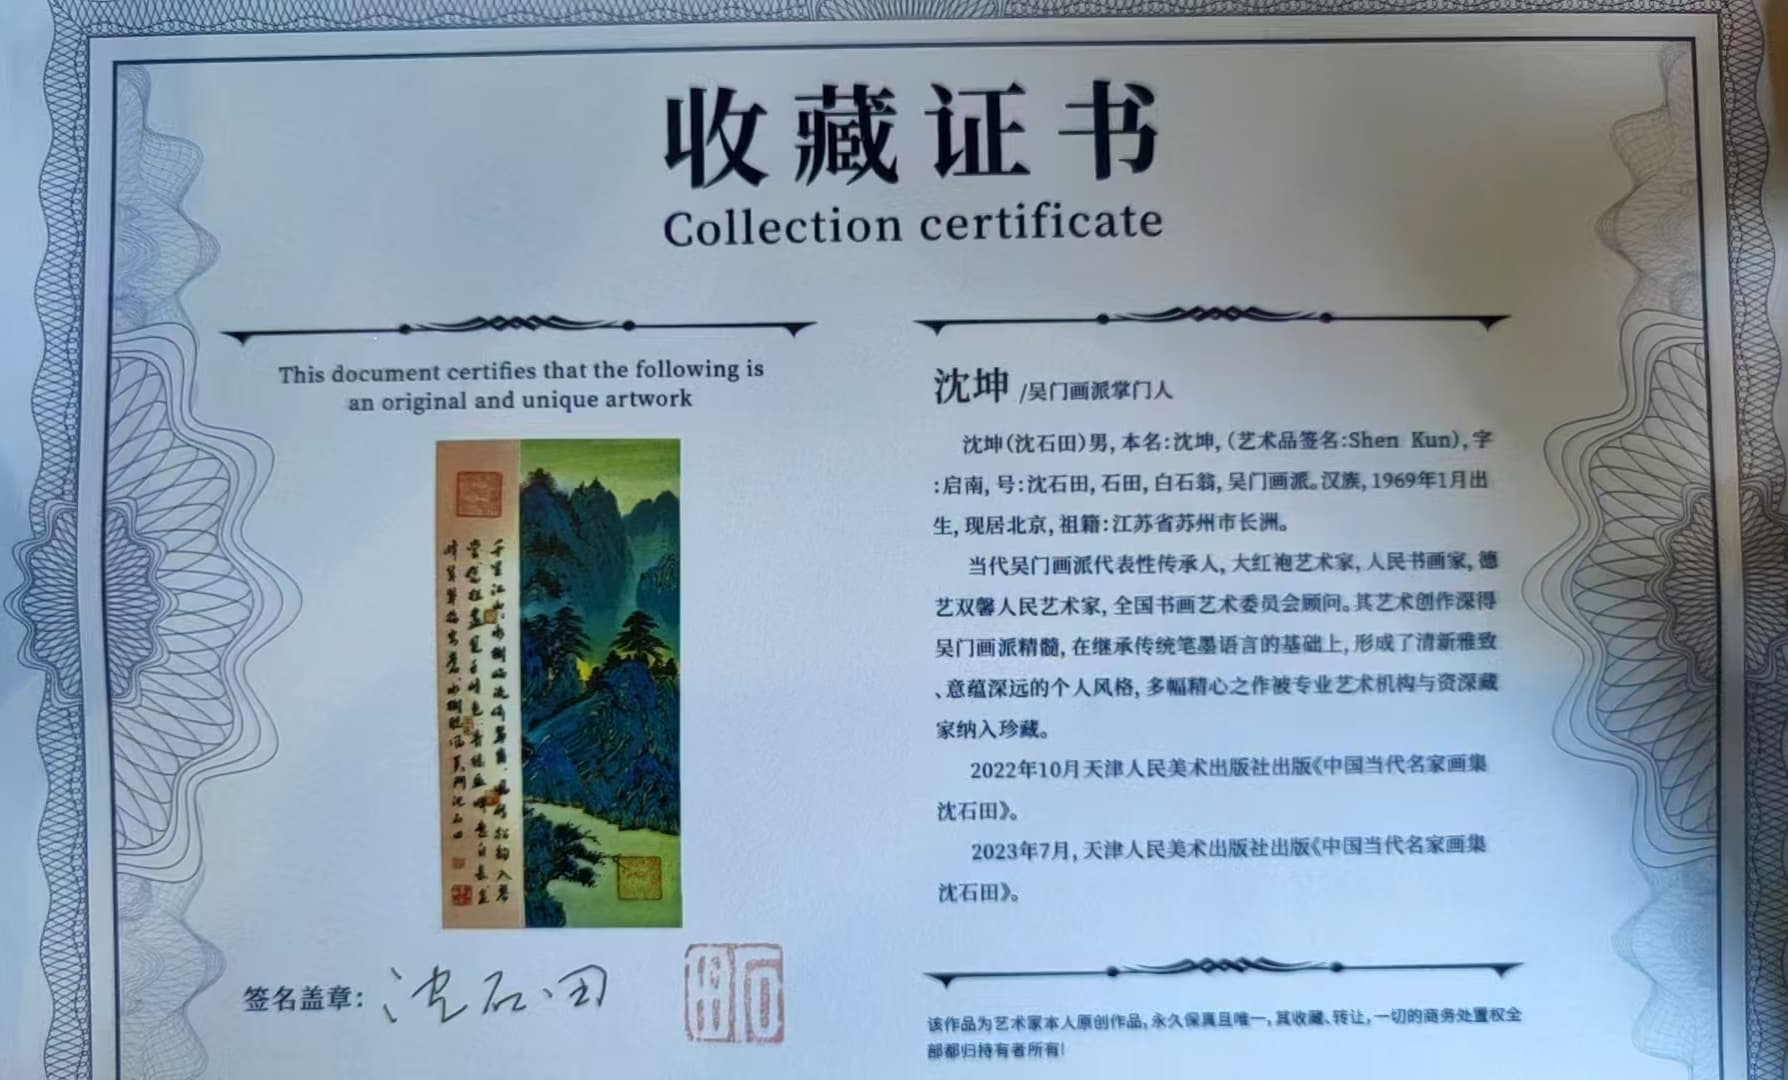 收藏证书
Collection certificate
This document certifies that the following is
an original and unique artwork
签名盖章：沈石田
沈坤 /吴门画派掌门人
沈坤（沈石田）男，本名：沈坤，（艺术品签名：Shen Kun），字
：启南，号：沈石田，石田，白石翁，吴门画派。汉族，1969年1月出
生，现居北京，祖籍：江苏省苏州市长洲。
当代吴门画派代表性传承人，大红袍艺术家，人民书画家，德
艺双馨人民艺术家，全国书画艺术委员会顾问。其艺术创作深得
吴门画派精髓，在继承传统笔墨语言的基础上，形成了清新雅致
、意蕴深远的个人风格，多幅精心之作被专业艺术机构与资深藏
家纳入珍藏。
2022年10月天津人民美术出版社出版《中国当代名家画集
沈石田》。
2023年7月，天津人民美术出版社出版《中国当代名家画集
沈石田》。
该作品为艺术家本人原创作品，永久保真且唯一，其收藏、转让，一切的商务处置权全
部都归持有者所有！